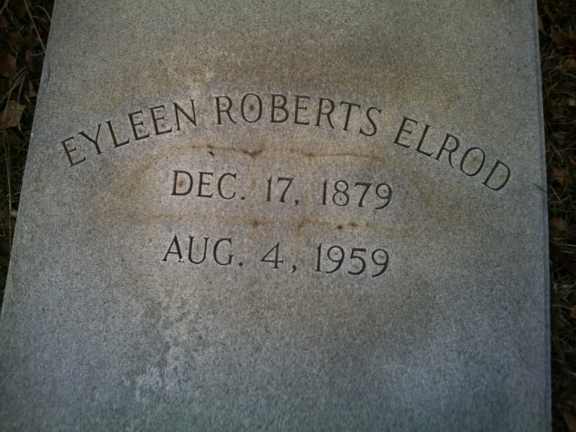 EYLEEN ROBERTS ELROD
DEC. 17, 1879
AUG. 4, 1959